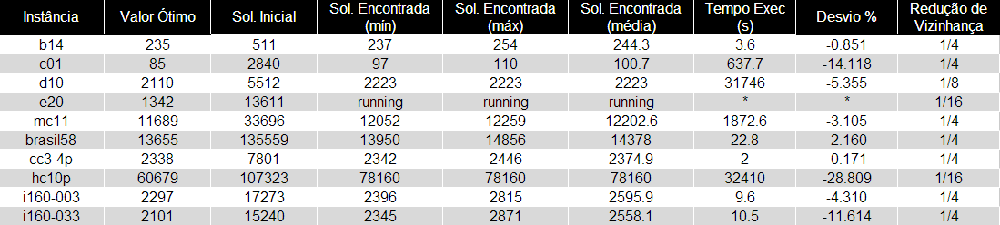 Instância Valor Ótimo Sol. Inicial Sol. Encontrada (mín) Sol. Encontrada (máx) Sol. Encontrada (média) Tempo Exec (s) Desvio % Redução de Vizinhança
b14 235 511 237 254 244.3 3.6 -0.851 1/4
c01 85 2840 97 110 100.7 637.7 -14.118 1/4
d10 2110 5512 2223 2223 2223 31746 -5.355 1/8
e20 1342 13611 running running running * * 1/16
mc11 11689 33696 12052 12259 12202.6 1872.6 -3.105 1/4
brasil58 13655 135559 13950 14856 14378 22.8 -2.160 1/4
cc3-4p 2338 7801 2342 2446 2374.9 2 -0.171 1/4
hc10p 60679 107323 78160 78160 78160 32410 -28.809 1/16
i160-003 2297 17273 2396 2815 2595.9 9.6 -4.310 1/4
i160-033 2101 15240 2345 2871 2558.1 10.5 -11.614 1/4